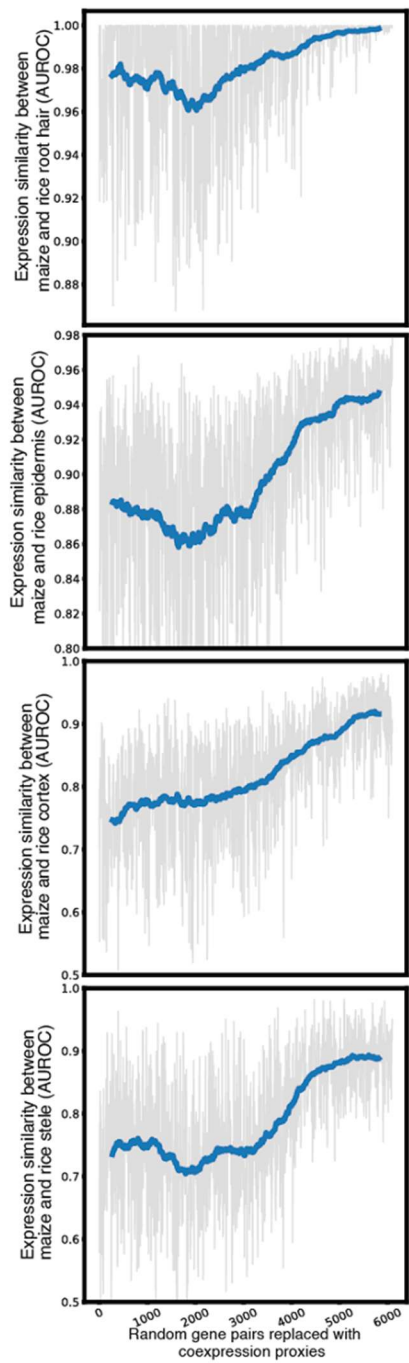 Expression similarity between
maize and rice root hair (AUROC)
1.00
0.98
0.96
0.94
0.92
0.90
0.88
Expression similarity between
maize and rice epidermis (AUROC)
0.98
0.96
0.94
0.92
0.90
0.88
0.86
0.84
0.82
0.80
Expression similarity between
maize and rice cortex (AUROC)
1.0
0.9
0.8
0.7
0.6
0.5
Expression similarity between
maize and rice stele (AUROC)
1.0
0.9
0.8
0.7
0.6
0.5
0 1000 2000 3000 4000 5000 6000
Random gene pairs replaced with
coexpression proxies